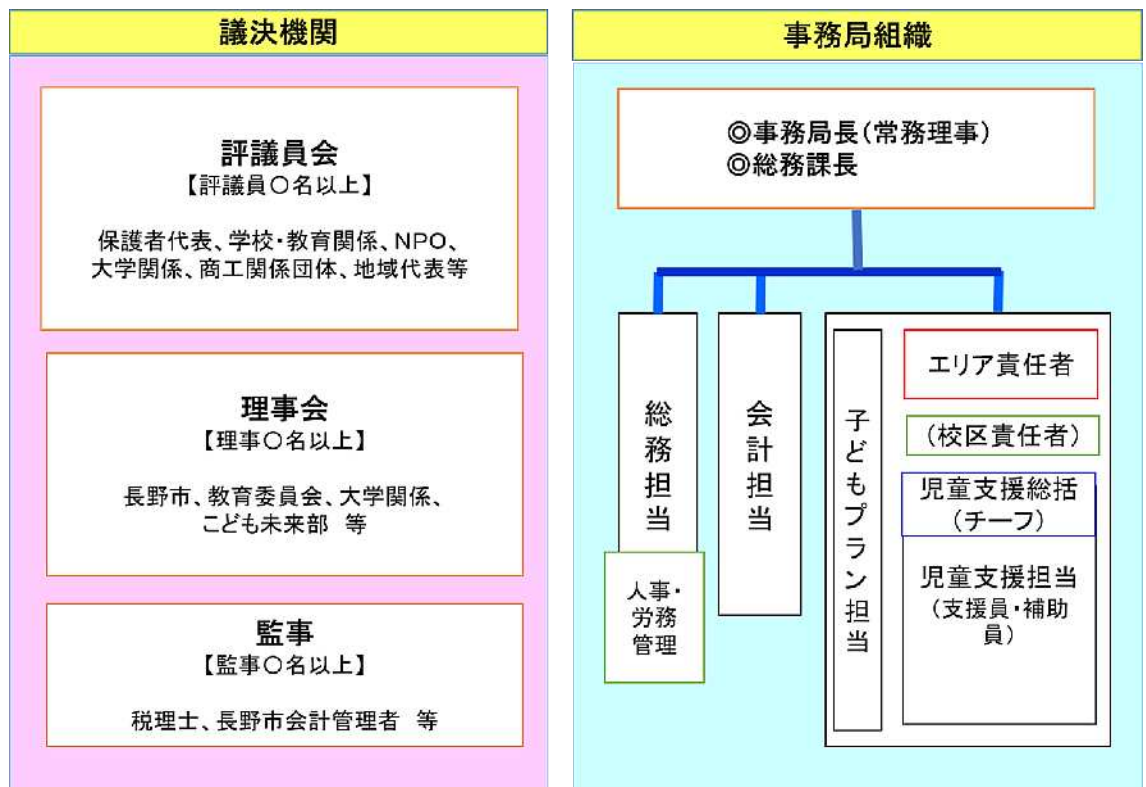 議決機関
評議員会
【評議員〇名以上】
保護者代表、学校・教育関係、NPO、
大学関係、商工関係団体、地域代表等
理事会
【理事〇名以上】
長野市、教育委員会、大学関係、
こども未来部 等
監事
【監事〇名以上】
税理士、長野市会計管理者 等
事務局組織
◎事務局長(常務理事)
◎総務課長
総務担当
人事・
労務
管理
会計担当
子どもプラン担当
エリア責任者
(校区責任者)
児童支援総括
(チーフ)
児童支援担当
(支援員・補助
員)